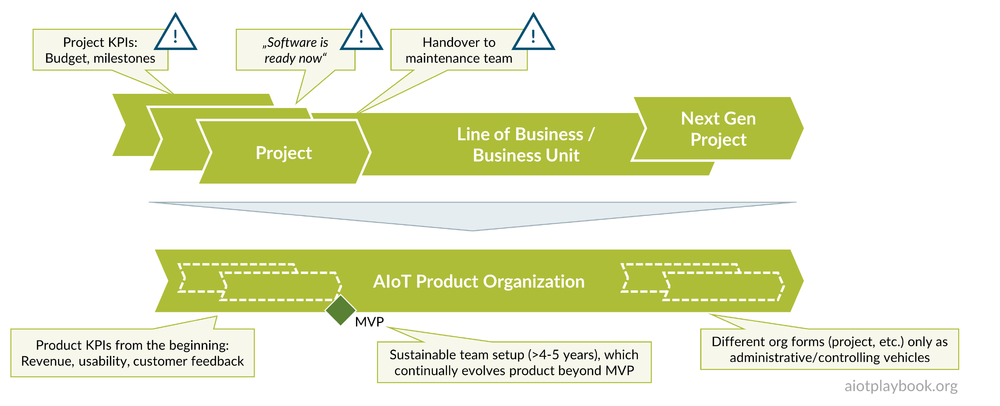 Project KPIs:
Budget, milestones
!
„Software is
ready now“
!
Handover to
maintenance team
!
Project
Line of Business /
Business Unit
Next Gen
Project
AIoT Product Organization
MVP
Product KPIs from the beginning:
Revenue, usability, customer feedback
Sustainable team setup (>4-5 years), which
continually evolves product beyond MVP
Different org forms (project, etc.) only as
administrative/controlling vehicles
aiotplaybook.org